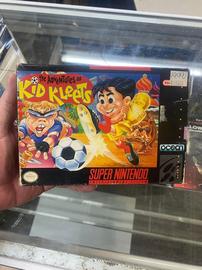 THE ADVENTURES OF
KID KLEETS
ocean
SUPER NINTENDO
ENTERTAINMENT SYSTEM